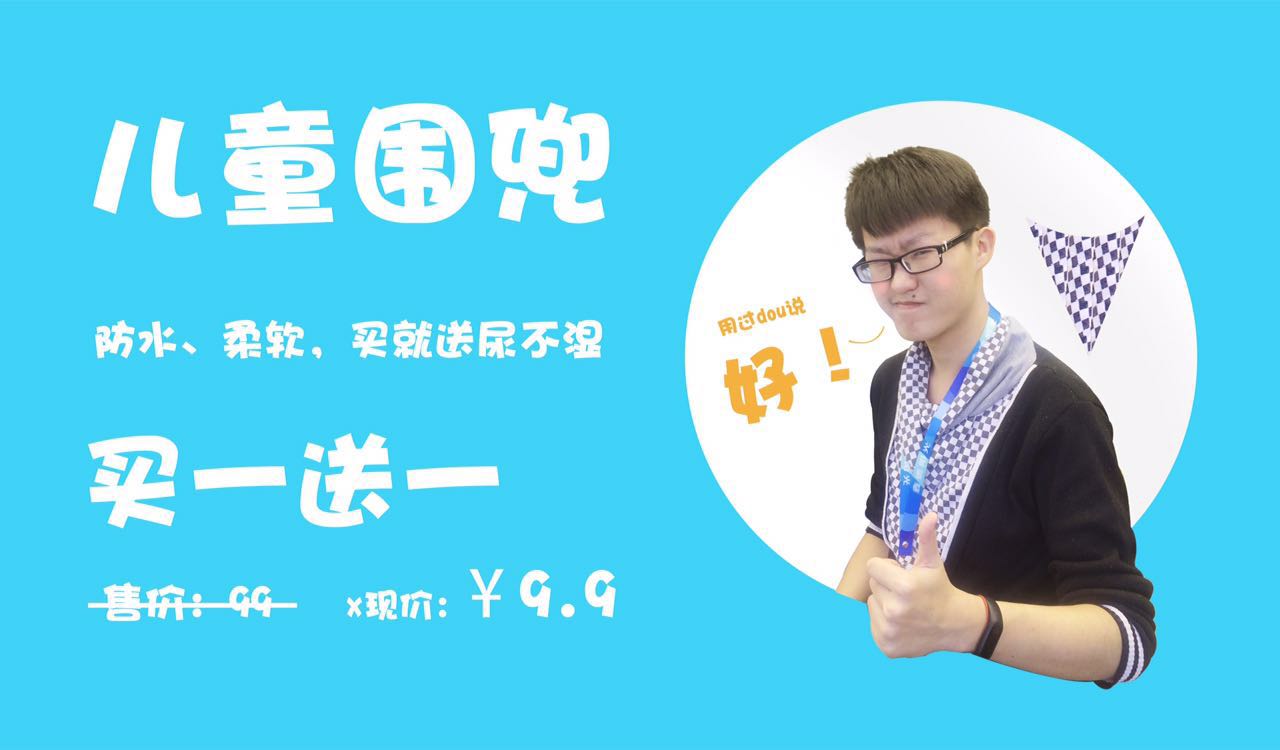 儿童围兜
防水、柔软，买就送尿不湿
买一送一
售价：99
x现价：￥9.9
用过dou说
好！